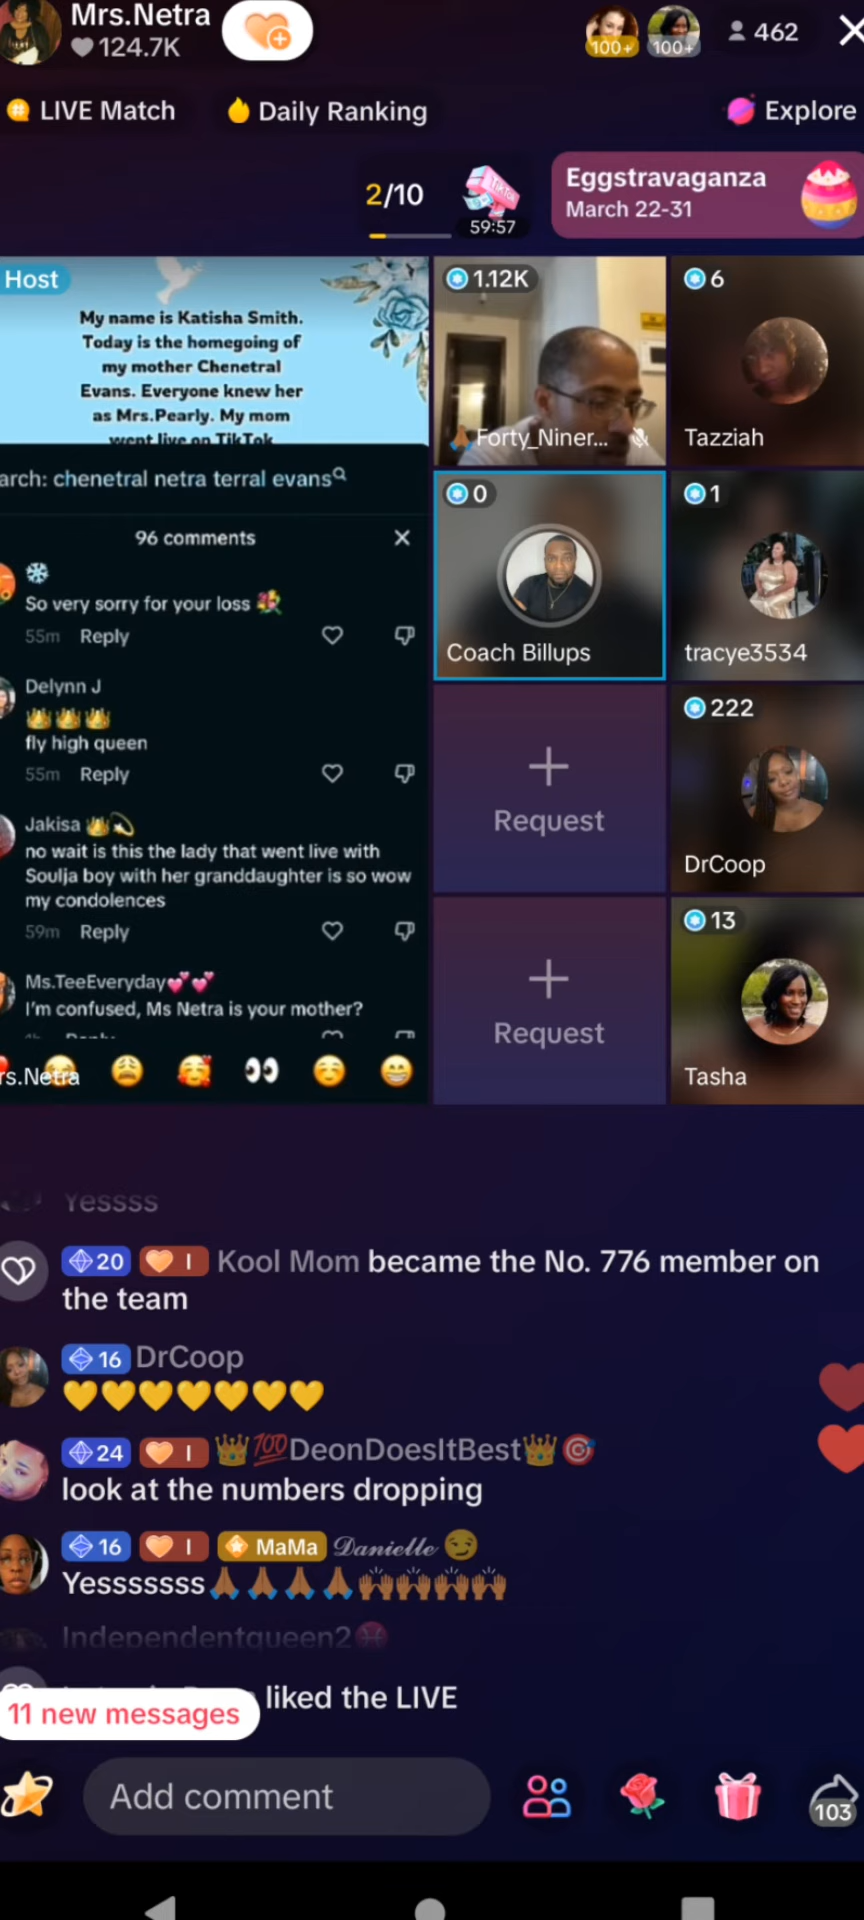 Mrs.Netra
124.7K
100+
100+
462
LIVE Match
Daily Ranking
Explore
2/10
TikTok
59:57
Eggstravaganza
March 22-31
Host
My name is Katisha Smith.
Today is the homegoing of
my mother Chenetral
Evans. Everyone knew her
as Mrs.Pearly. My mom
went live on TikTok
arch: chenetral netra terral evans
96 comments
❄️
So very sorry for your loss 💐
55m Reply
Delynn J
👑👑👑
fly high queen
55m Reply
Jakisa 👑💫
no wait is this the lady that went live with
Soulja boy with her granddaughter is so wow
my condolences
59m Reply
Ms.TeeEveryday💕💕
I'm confused, Ms Netra is your mother?
rs.Netra
1.12K
🙏🏾Forty_Niner...
6
Tazziah
0
Coach Billups
1
tracye3534
Request
222
DrCoop
Request
13
Tasha
Yessss
20 I Kool Mom became the No. 776 member on
the team
16 DrCoop
💛💛💛💛💛💛💛
24 I 👑💯DeonDoesItBest👑🎯
look at the numbers dropping
16 I MaMa 𝒟𝒶𝓃𝒾𝑒𝓁𝓁𝑒 😏
Yesssssss🙏🏾🙏🏾🙏🏾🙏🏾🙌🏾🙌🏾🙌🏾🙌🏾
Independentqueen2♓
liked the LIVE
11 new messages
Add comment
103